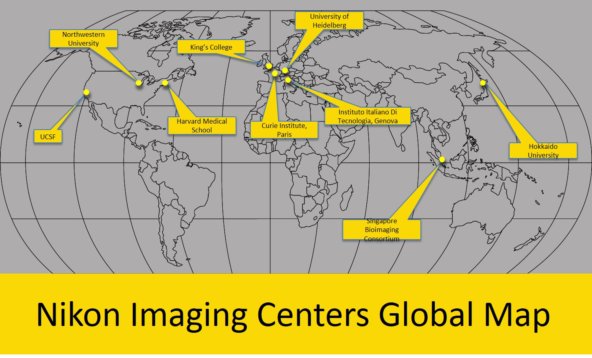 University of
Heidelberg
Northwestern
University
King's College
UCSF
Harvard Medical
School
Curie Institute,
Paris
Instituto Italiano Di
Tecnologia, Genova
Hokkaido
University
Singapore
Bioimaging
Consortium
Nikon Imaging Centers Global Map